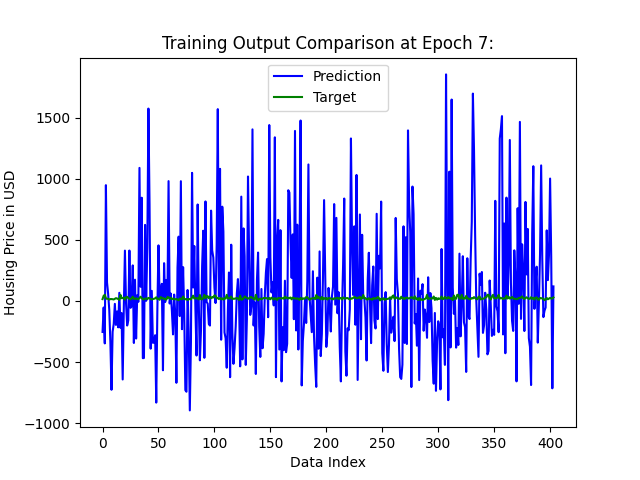 Training Output Comparison at Epoch 7:
Prediction
Target
Housing Price in USD
1500
1000
500
0
−500
−1000
0 50 100 150 200 250 300 350 400
Data Index